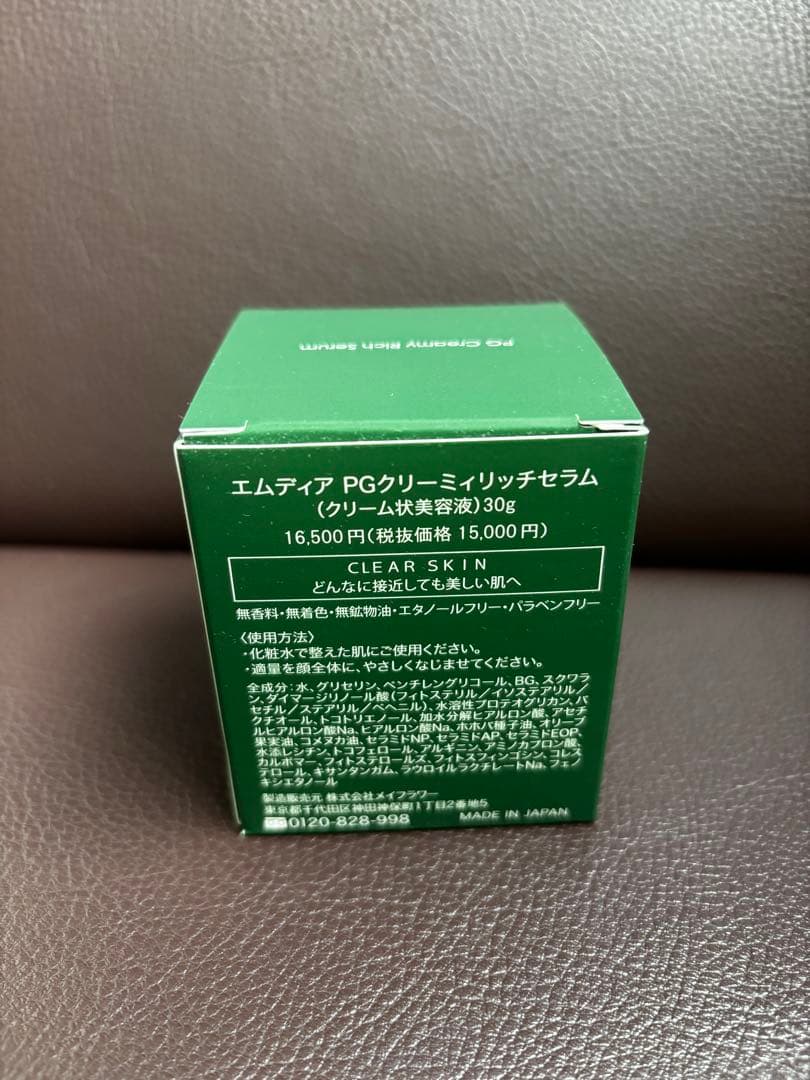 PG Creamy Rich Serum
エムディア PGクリーミィリッチセラム
(クリーム状美容液)30g
16,500円(税抜価格 15,000円)
CLEAR SKIN
どんなに接近しても美しい肌へ
無香料・無着色・無鉱物油・エタノールフリー・パラベンフリー
〈使用方法〉
・化粧水で整えた肌にご使用ください。
・適量を顔全体に、やさしくなじませてください。
全成分:水、グリセリン、ペンチレングリコール、BG、スクワラ
ン、ダイマージリノール酸(フィトステリル/イソステアリル/
セチル/ステアリル/ベヘニル)、水溶性プロテオグリカン、バ
クチオール、トコトリエノール、加水分解ヒアルロン酸、アセチ
ルヒアルロン酸Na、ヒアルロン酸Na、ホホバ種子油、オリーブ
果実油、コメヌカ油、セラミドNP、セラミドAP、セラミドEOP、
水添レシチン、トコフェロール、アルギニン、アミノカプロン酸、
カルボマー、フィトステロールズ、フィトスフィンゴシン、コレス
テロール、キサンタンガム、ラウロイルラクチレートNa、フェノ
キシエタノール
製造販売元 株式会社メイフラワー
東京都千代田区神田神保町1丁目2番地5
0120-828-998 MADE IN JAPAN